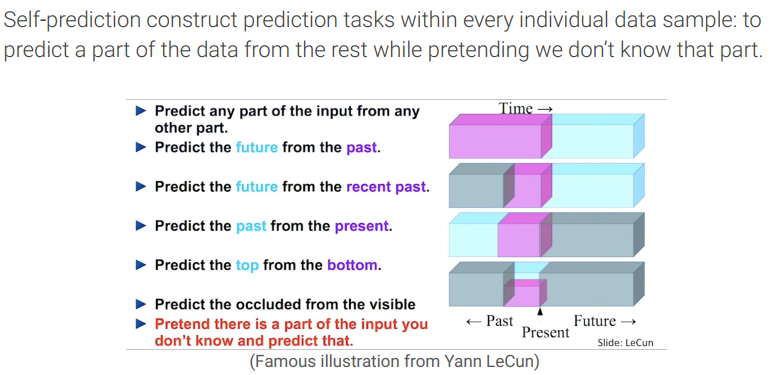 Self-prediction construct prediction tasks within every individual data sample: to
predict a part of the data from the rest while pretending we don't know that part.
► Predict any part of the input from any
other part.
► Predict the future from the past.
► Predict the future from the recent past.
► Predict the past from the present.
► Predict the top from the bottom.
► Predict the occluded from the visible
► Pretend there is a part of the input you
don't know and predict that.
Time →
← Past
Present
Future →
Slide: LeCun
(Famous illustration from Yann LeCun)